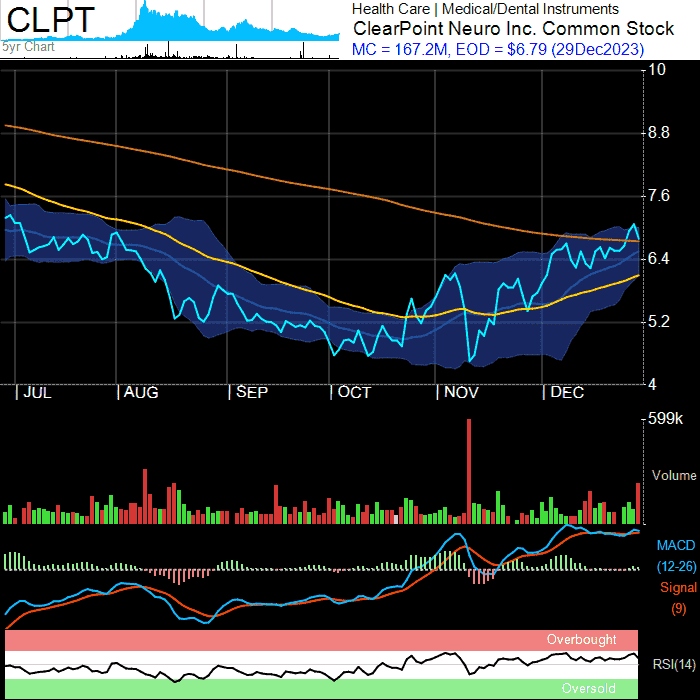 CLPT
5yr Chart
Health Care | Medical/Dental Instruments
ClearPoint Neuro Inc. Common Stock
MC = 167.2M, EOD = $6.79 (29Dec2023)
10
8.8
7.6
6.4
5.2
4
| JUL | AUG | SEP | OCT | NOV | DEC
599k
Volume
MACD
(12-26)
Signal
(9)
Overbought
RSI(14)
Oversold